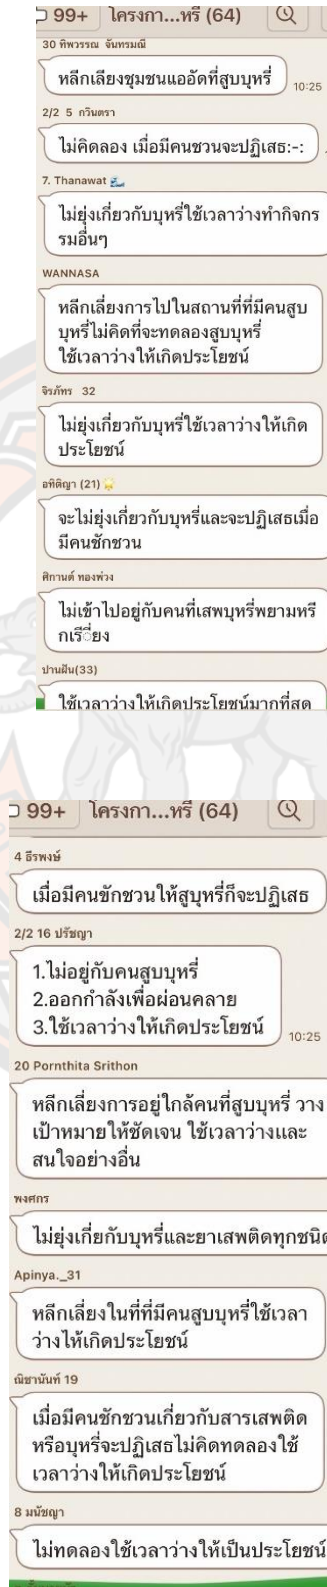 99+ โครงกา...หรี่ (64)
30 ทิพวรรณ จันทรมณี
หลีกเลียงชุมชนแออัดที่สูบบุหรี่
10:25
2/2 5 กวินตรา
ไม่คิดลอง เมื่อมีคนชวนจะปฏิเสธ:-:
7. Thanawat
ไม่ยุ่งเกี่ยวกับบุหรี่ใช้เวลาว่างทำกิจกร
รมอื่นๆ
WANNASA
หลีกเลี่ยงการไปในสถานที่ที่มีคนสูบ
บุหรี่ไม่คิดที่จะทดลองสูบบุหรี่
ใช้เวลาว่างให้เกิดประโยชน์
จิรภัทร 32
ไม่ยุ่งเกี่ยวกับบุหรี่ใช้เวลาว่างให้เกิด
ประโยชน์
อทิติญา (21)
จะไม่ยุ่งเกี่ยวกับบุหรี่และจะปฏิเสธเมื่อ
มีคนชักชวน
ศิกานต์ ทองพ่วง
ไม่เข้าไปอยู่กับคนที่เสพบุหรี่พยามหรี
กเรี่ียง
ปานฝัน(33)
ใช้เวลาว่างให้เกิดประโยชน์มากที่สุด
99+ โครงกา...หรี่ (64)
4 ธีรพงษ์
เมื่อมีคนขักชวนให้สูุบหรี่ก็จะปฏิเสธ
2/2 16 ปรัชญา
1.ไม่อยู่กับคนสูบบุหรี่
2.ออกกำลังเพื่อผ่อนคลาย
3.ใช้เวลาว่างให้เกิดประโยชน์
10:25
20 Pornthita Srithon
หลีกเลี่ยงการอยู่ใกล้คนที่สูบบุหรี่ วาง
เป้าหมายให้ชัดเจน ใช้เวลาว่างและ
สนใจอย่างอื่น
พงศกร
ไม่ยุ่งเกี่ยกับบุหรี่และยาเสพติดทุกชนิด
Apinya._31
หลีกเลี่ยงในที่ที่มีคนสูบบุหรี่ใช้เวลา
ว่างไห้เกิดประโยชน์
ณิชานันท์ 19
เมื่อมีคนชักชวนเกี่ยวกับสารเสพติด
หรือบุหรี่จะปฏิเสธไม่คิดทดลองใช้
เวลาว่างให้เกิดประโยชน์
8 มนัชญา
ไม่ทดลองใช้เวลาว่างให้เป็นประโยชน์